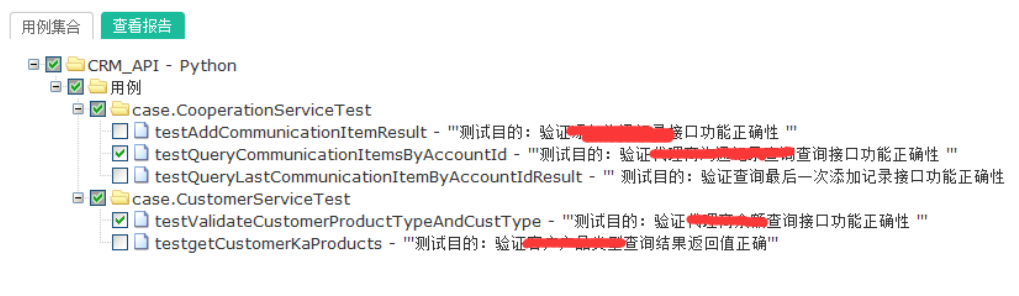 用例集合 查看报告
CRM_API - Python
用例
case.CooperationServiceTest
testAddCommunicationItemResult - '''测试目的：验证 录接口功能正确性 '''
testQueryCommunicationItemsByAccountId - '''测试目的：验证 查询接口功能正确性 '''
testQueryLastCommunicationItemByAccountIdResult - ''' 测试目的：验证查询最后一次添加记录接口功能正确性
case.CustomerServiceTest
testValidateCustomerProductTypeAndCustType - '''测试目的：验证 查询接口功能正确性 '''
testgetCustomerKaProducts - '''测试目的：验证 查询结果返回值正确'''